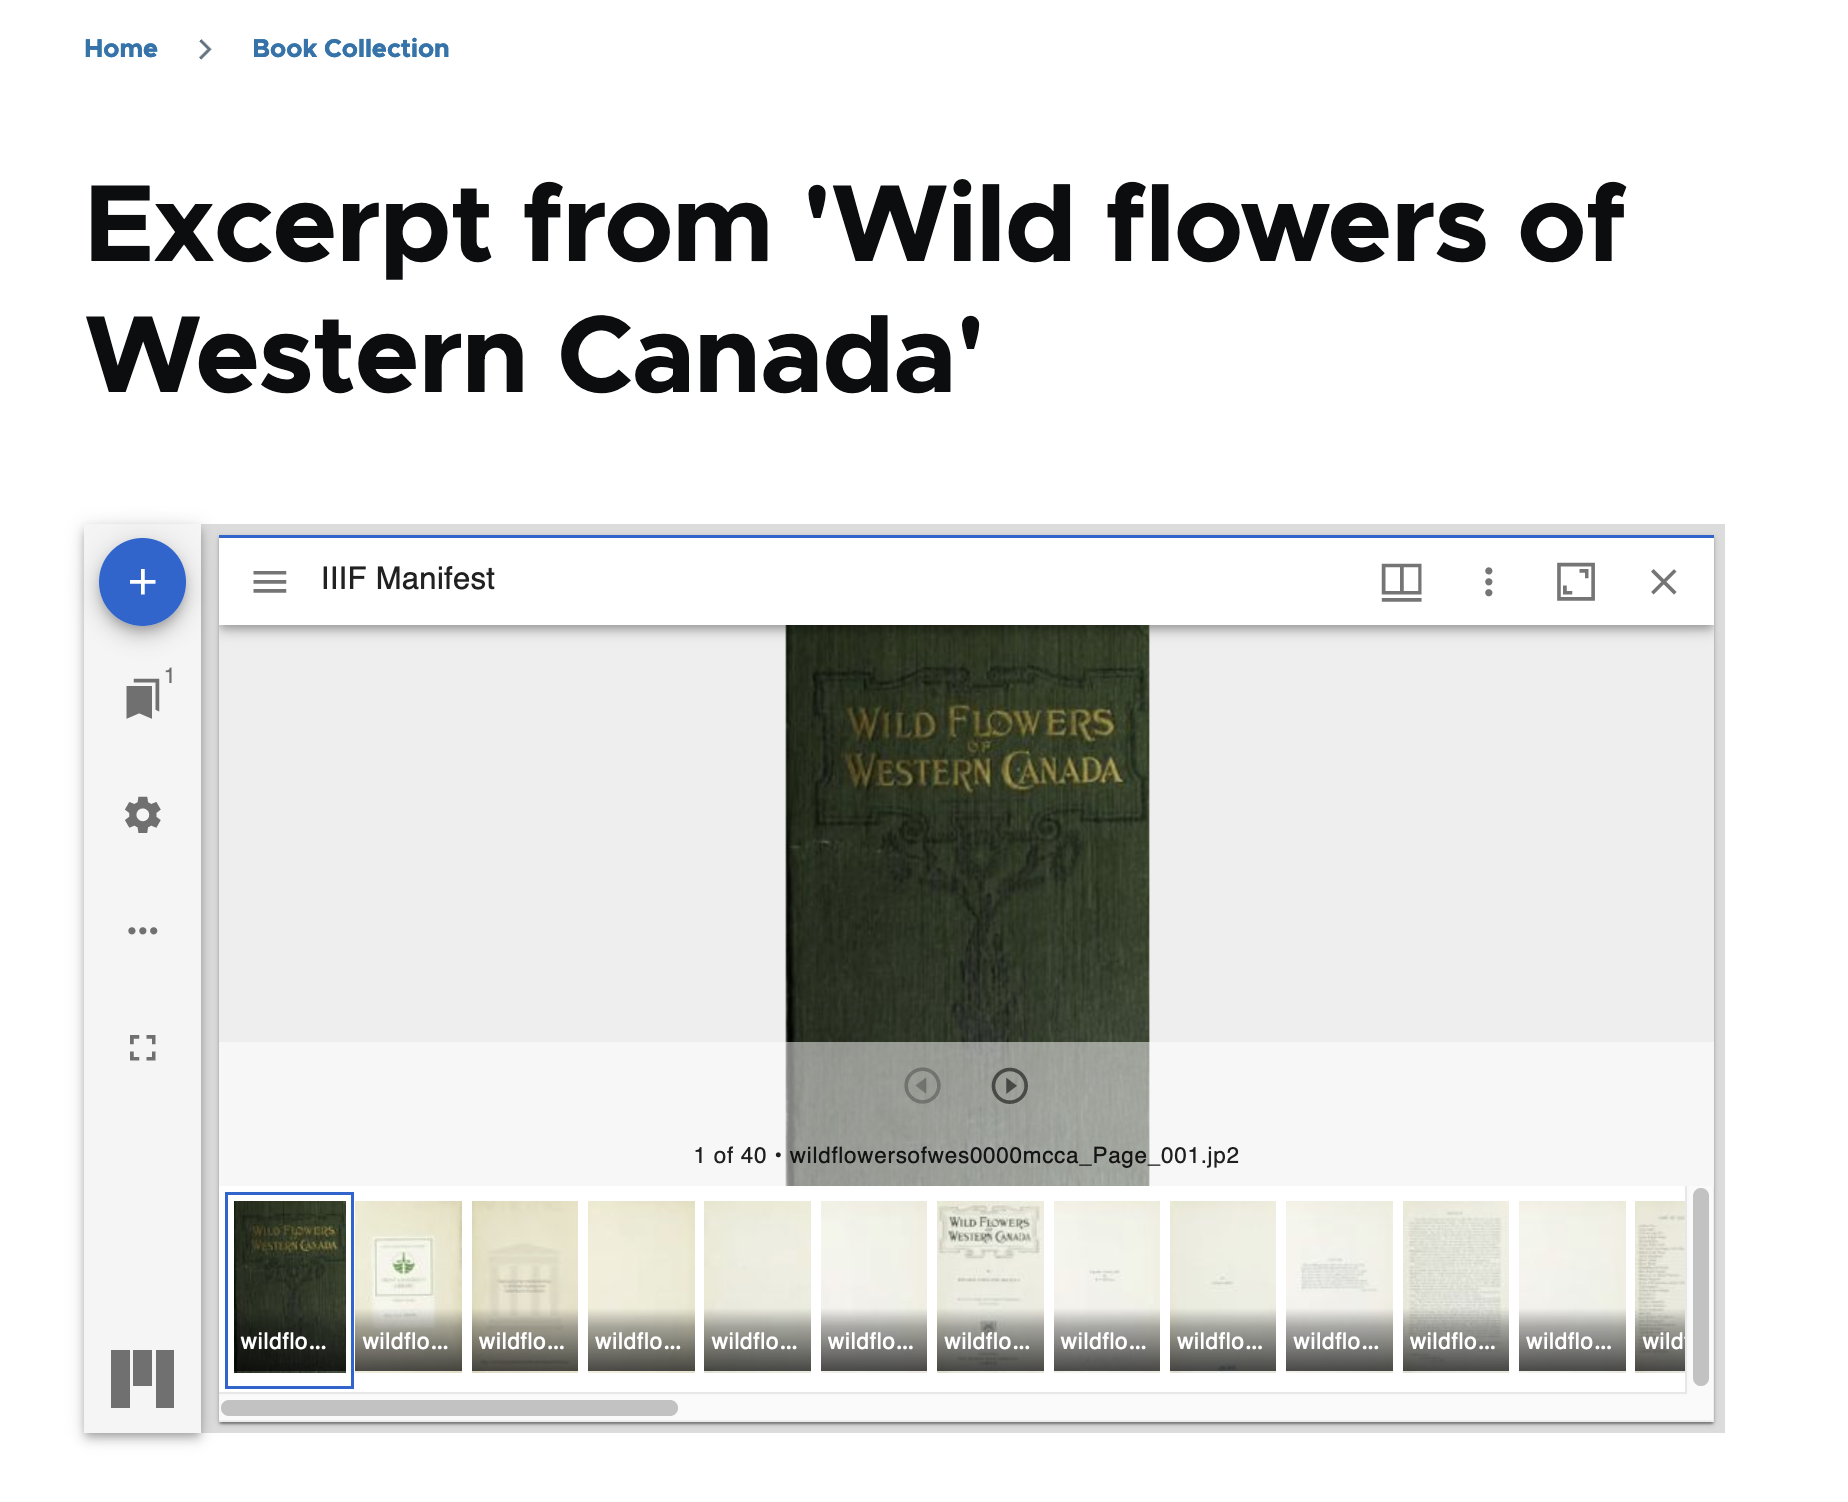 Home > Book Collection
Excerpt from 'Wild flowers of
Western Canada'
IIIF Manifest
1
WILD FLOWERS
OF
WESTERN CANADA
1 of 40 • wildflowersofwes0000mcca_Page_001.jp2
WILD FLOWERS
WESTERN CANADA
WILD FLOWERS
WESTERN CANADA
wildflo... wildflo... wildflo... wildflo... wildflo... wildflo... wildflo... wildflo... wildflo... wildflo... wildflo... wildflo... wildf